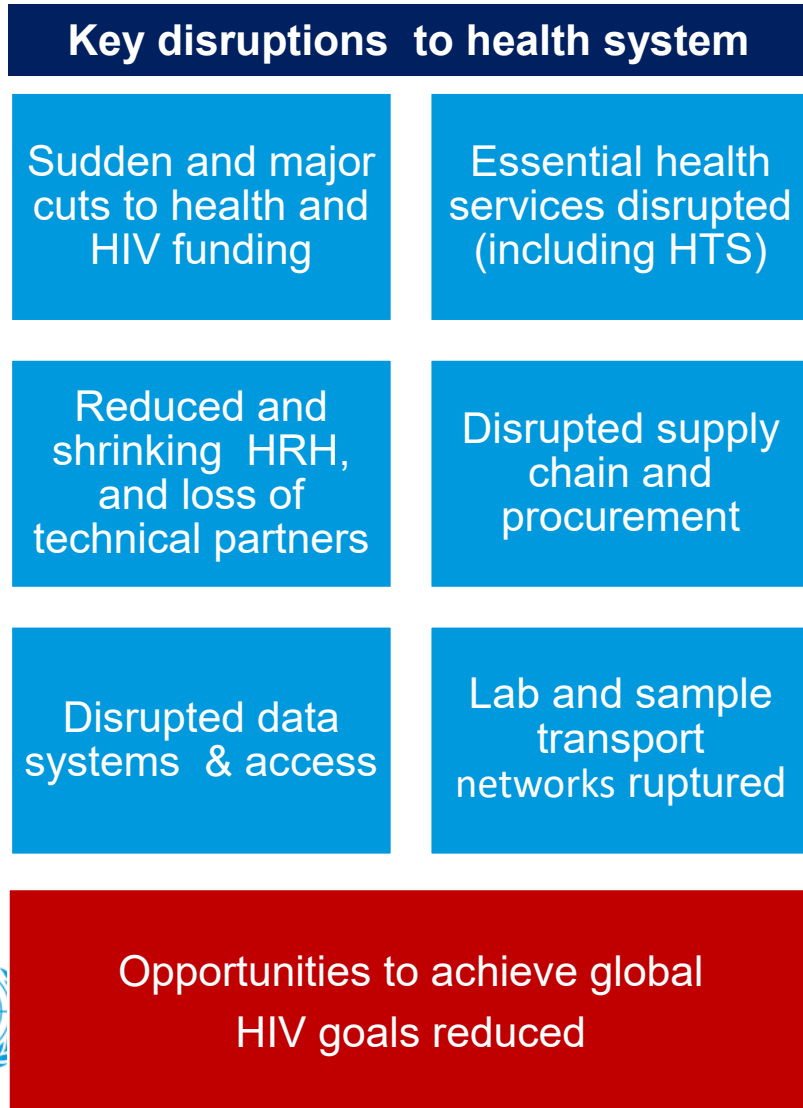 Key disruptions to health system
Sudden and major
cuts to health and
HIV funding
Essential health
services disrupted
(including HTS)
Reduced and
shrinking HRH,
and loss of
technical partners
Disrupted supply
chain and
procurement
Disrupted data
systems & access
Lab and sample
transport
networks ruptured
Opportunities to achieve global
HIV goals reduced